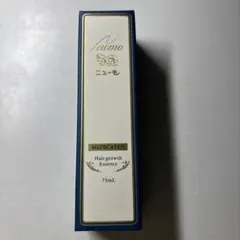 ニューモ
MEDICATED
Hair growth
Essence
75mL